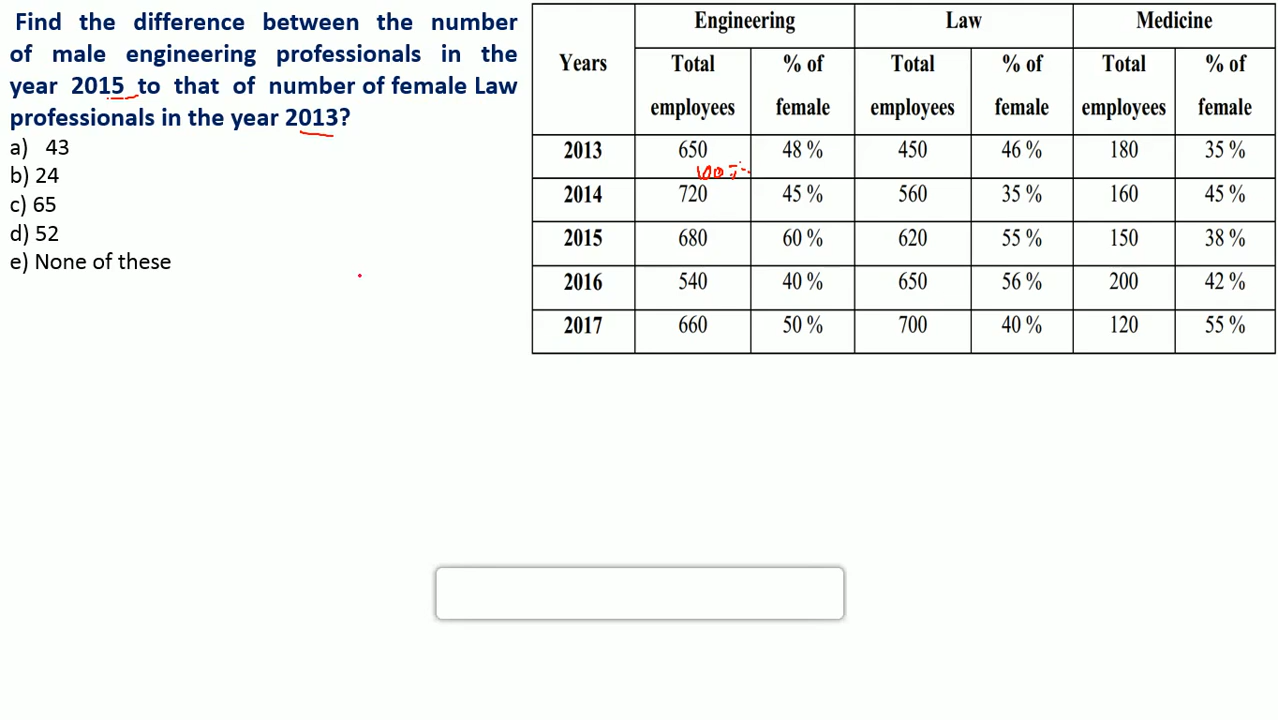 Find the difference between the number
of male engineering professionals in the
year 2015 to that of number of female Law
professionals in the year 2013?
a) 43
b) 24
c) 65
d) 52
e) None of these
Years Engineering Law Medicine
Total employees % of female Total employees % of female Total employees % of female
2013 650 48 % 450 46 % 180 35 %
100%
2014 720 45 % 560 35 % 160 45 %
2015 680 60 % 620 55 % 150 38 %
2016 540 40 % 650 56 % 200 42 %
2017 660 50 % 700 40 % 120 55 %